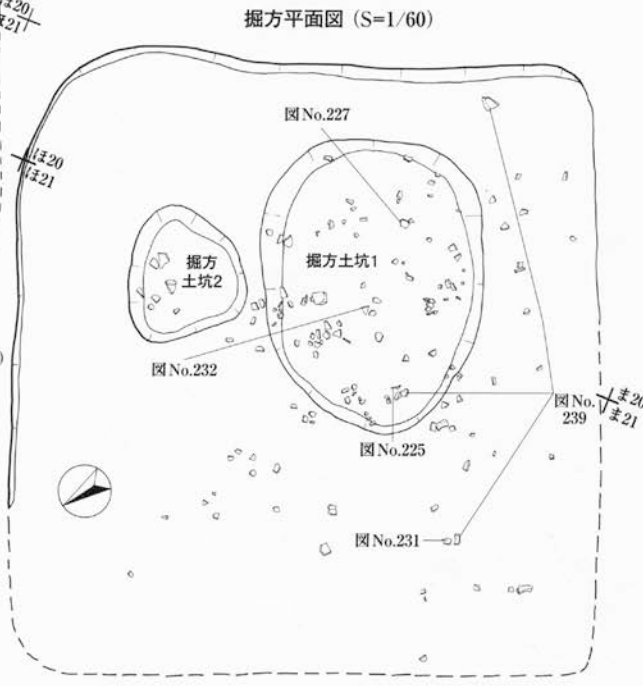 掘方平面図 (S=1/60)
ほ20
ほ21
図No.227
ほ20
ほ21
掘方
土坑2
掘方土坑1
図No.232
図No.
239
ま20
ま21
図No.225
図No.231